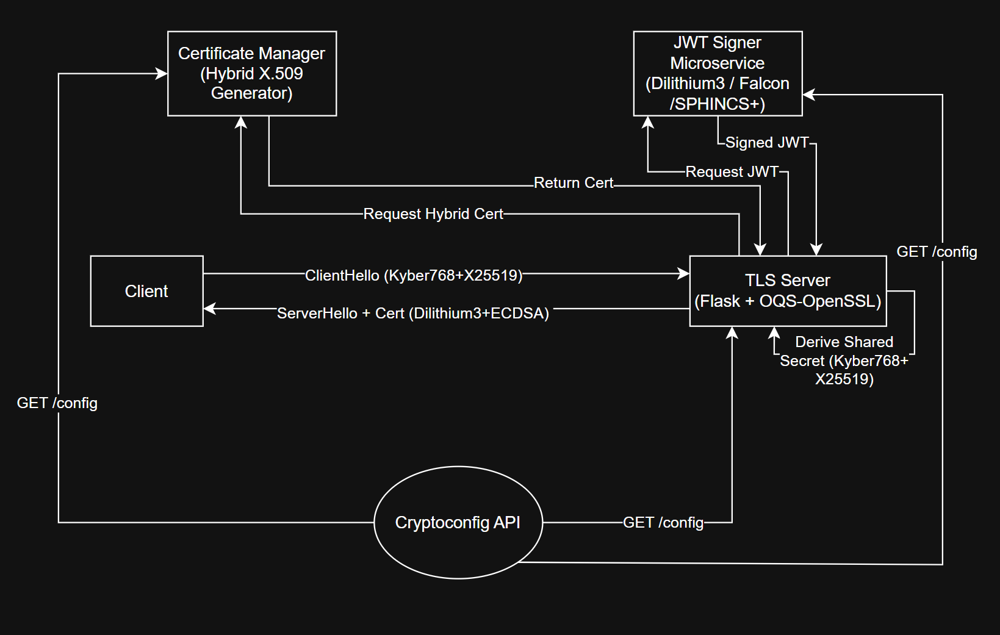 Certificate Manager
(Hybrid X.509
Generator)
JWT Signer
Microservice
(Dilithium3 / Falcon
/SPHINCS+)
Signed JWT
Request JWT
Return Cert
Request Hybrid Cert
GET /config
Client
ClientHello (Kyber768+X25519)
ServerHello + Cert (Dilithium3+ECDSA)
TLS Server
(Flask + OQS-OpenSSL)
Derive Shared
Secret (Kyber768+
X25519)
GET /config
Cryptoconfig API
GET /config